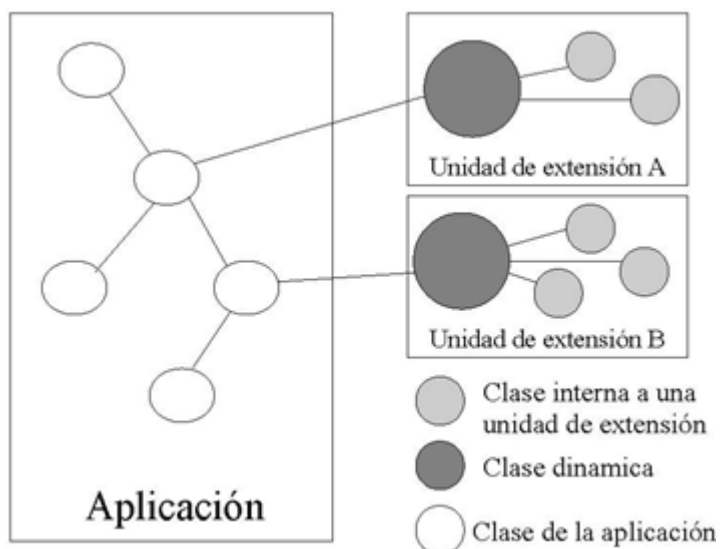 Unidad de extensión A
Unidad de extensión B
Clase interna a una
unidad de extensión
Clase dinamica
Clase de la aplicación
Aplicación